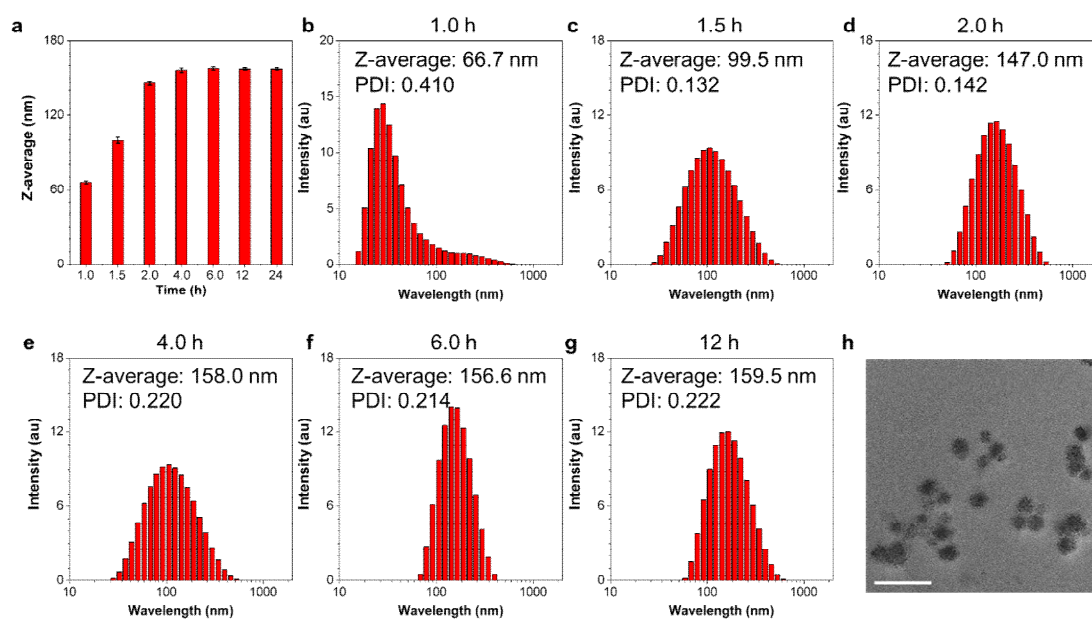 a
180
120
60
0
Z-average (nm)
1.0 1.5 2.0 4.0 6.0 12 24
Time (h)
b
1.0 h
Z-average: 66.7 nm
PDI: 0.410
20
15
10
5
0
Intensity (au)
10 100 1000
Wavelength (nm)
c
1.5 h
Z-average: 99.5 nm
PDI: 0.132
18
12
6
0
Intensity (au)
10 100 1000
Wavelength (nm)
d
2.0 h
Z-average: 147.0 nm
PDI: 0.142
18
12
6
0
Intensity (au)
10 100 1000
Wavelength (nm)
e
4.0 h
Z-average: 158.0 nm
PDI: 0.220
18
12
6
0
Intensity (au)
10 100 1000
Wavelength (nm)
f
6.0 h
Z-average: 156.6 nm
PDI: 0.214
18
12
6
0
Intensity (au)
10 100 1000
Wavelength (nm)
g
12 h
Z-average: 159.5 nm
PDI: 0.222
18
12
6
0
Intensity (au)
10 100 1000
Wavelength (nm)
h